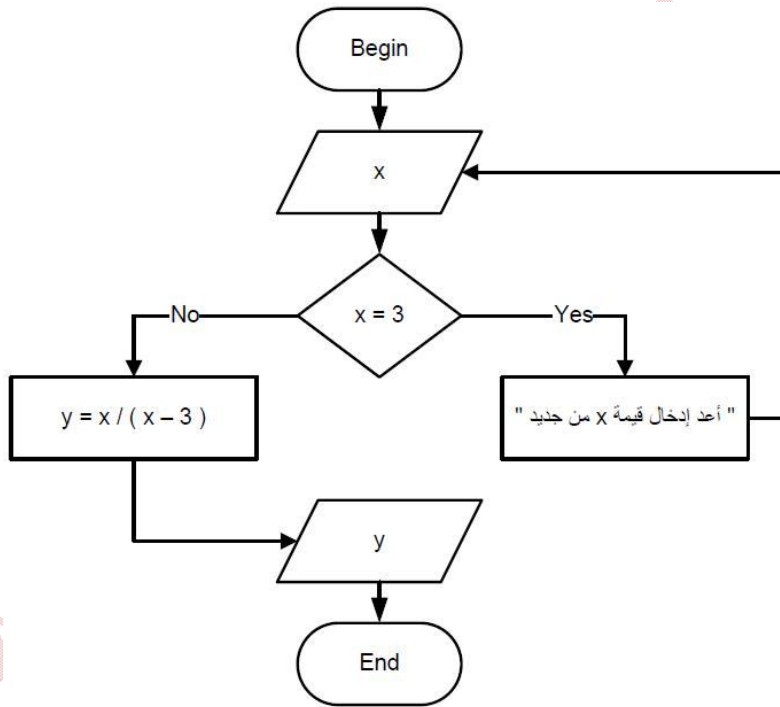 Begin
x
x = 3
No
Yes
y = x / ( x – 3 )
" أعد إدخال قيمة x من جديد "
y
End